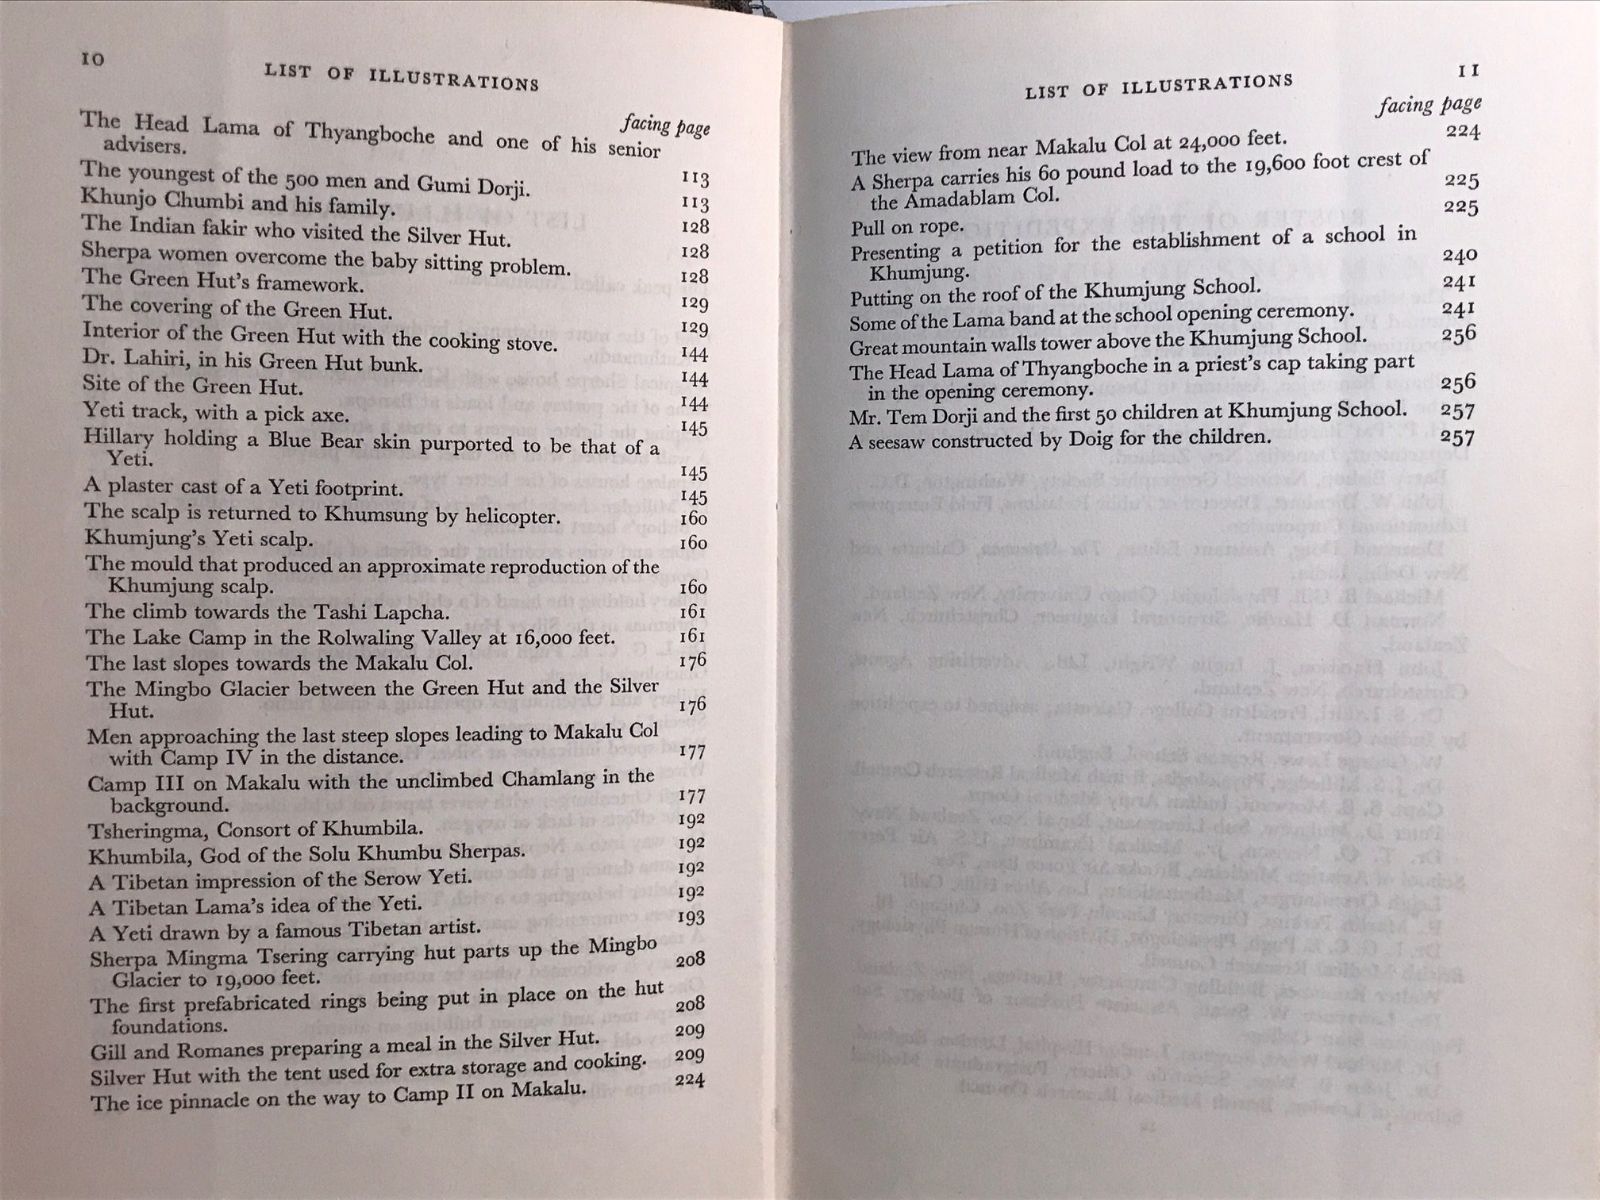 10
LIST OF ILLUSTRATIONS
facing page
The Head Lama of Thyangboche and one of his senior
advisers. 113
The youngest of the 500 men and Gumi Dorji. 113
Khunjo Chumbi and his family. 128
The Indian fakir who visited the Silver Hut. 128
Sherpa women overcome the baby sitting problem. 128
The Green Hut's framework. 129
The covering of the Green Hut. 129
Interior of the Green Hut with the cooking stove. 144
Dr. Lahiri, in his Green Hut bunk. 144
Site of the Green Hut. 144
Yeti track, with a pick axe. 145
Hillary holding a Blue Bear skin purported to be that of a
Yeti. 145
A plaster cast of a Yeti footprint. 145
The scalp is returned to Khumsung by helicopter. 160
Khumjung's Yeti scalp. 160
The mould that produced an approximate reproduction of the
Khumjung scalp. 160
The climb towards the Tashi Lapcha. 161
The Lake Camp in the Rolwaling Valley at 16,000 feet. 161
The last slopes towards the Makalu Col. 176
The Mingbo Glacier between the Green Hut and the Silver
Hut. 176
Men approaching the last steep slopes leading to Makalu Col
with Camp IV in the distance. 177
Camp III on Makalu with the unclimbed Chamlang in the
background. 177
Tsheringma, Consort of Khumbila. 192
Khumbila, God of the Solu Khumbu Sherpas. 192
A Tibetan impression of the Serow Yeti. 192
A Tibetan Lama's idea of the Yeti. 192
A Yeti drawn by a famous Tibetan artist. 193
Sherpa Mingma Tsering carrying hut parts up the Mingbo
Glacier to 19,000 feet. 208
The first prefabricated rings being put in place on the hut
foundations. 208
Gill and Romanes preparing a meal in the Silver Hut. 209
Silver Hut with the tent used for extra storage and cooking. 209
The ice pinnacle on the way to Camp II on Makalu. 224
LIST OF ILLUSTRATIONS
11
facing page
The view from near Makalu Col at 24,000 feet. 224
A Sherpa carries his 60 pound load to the 19,600 foot crest of
the Amadablam Col. 225
Pull on rope. 225
Presenting a petition for the establishment of a school in
Khumjung. 240
Putting on the roof of the Khumjung School. 241
Some of the Lama band at the school opening ceremony. 241
Great mountain walls tower above the Khumjung School. 256
The Head Lama of Thyangboche in a priest's cap taking part
in the opening ceremony. 256
Mr. Tem Dorji and the first 50 children at Khumjung School. 257
A seesaw constructed by Doig for the children. 257